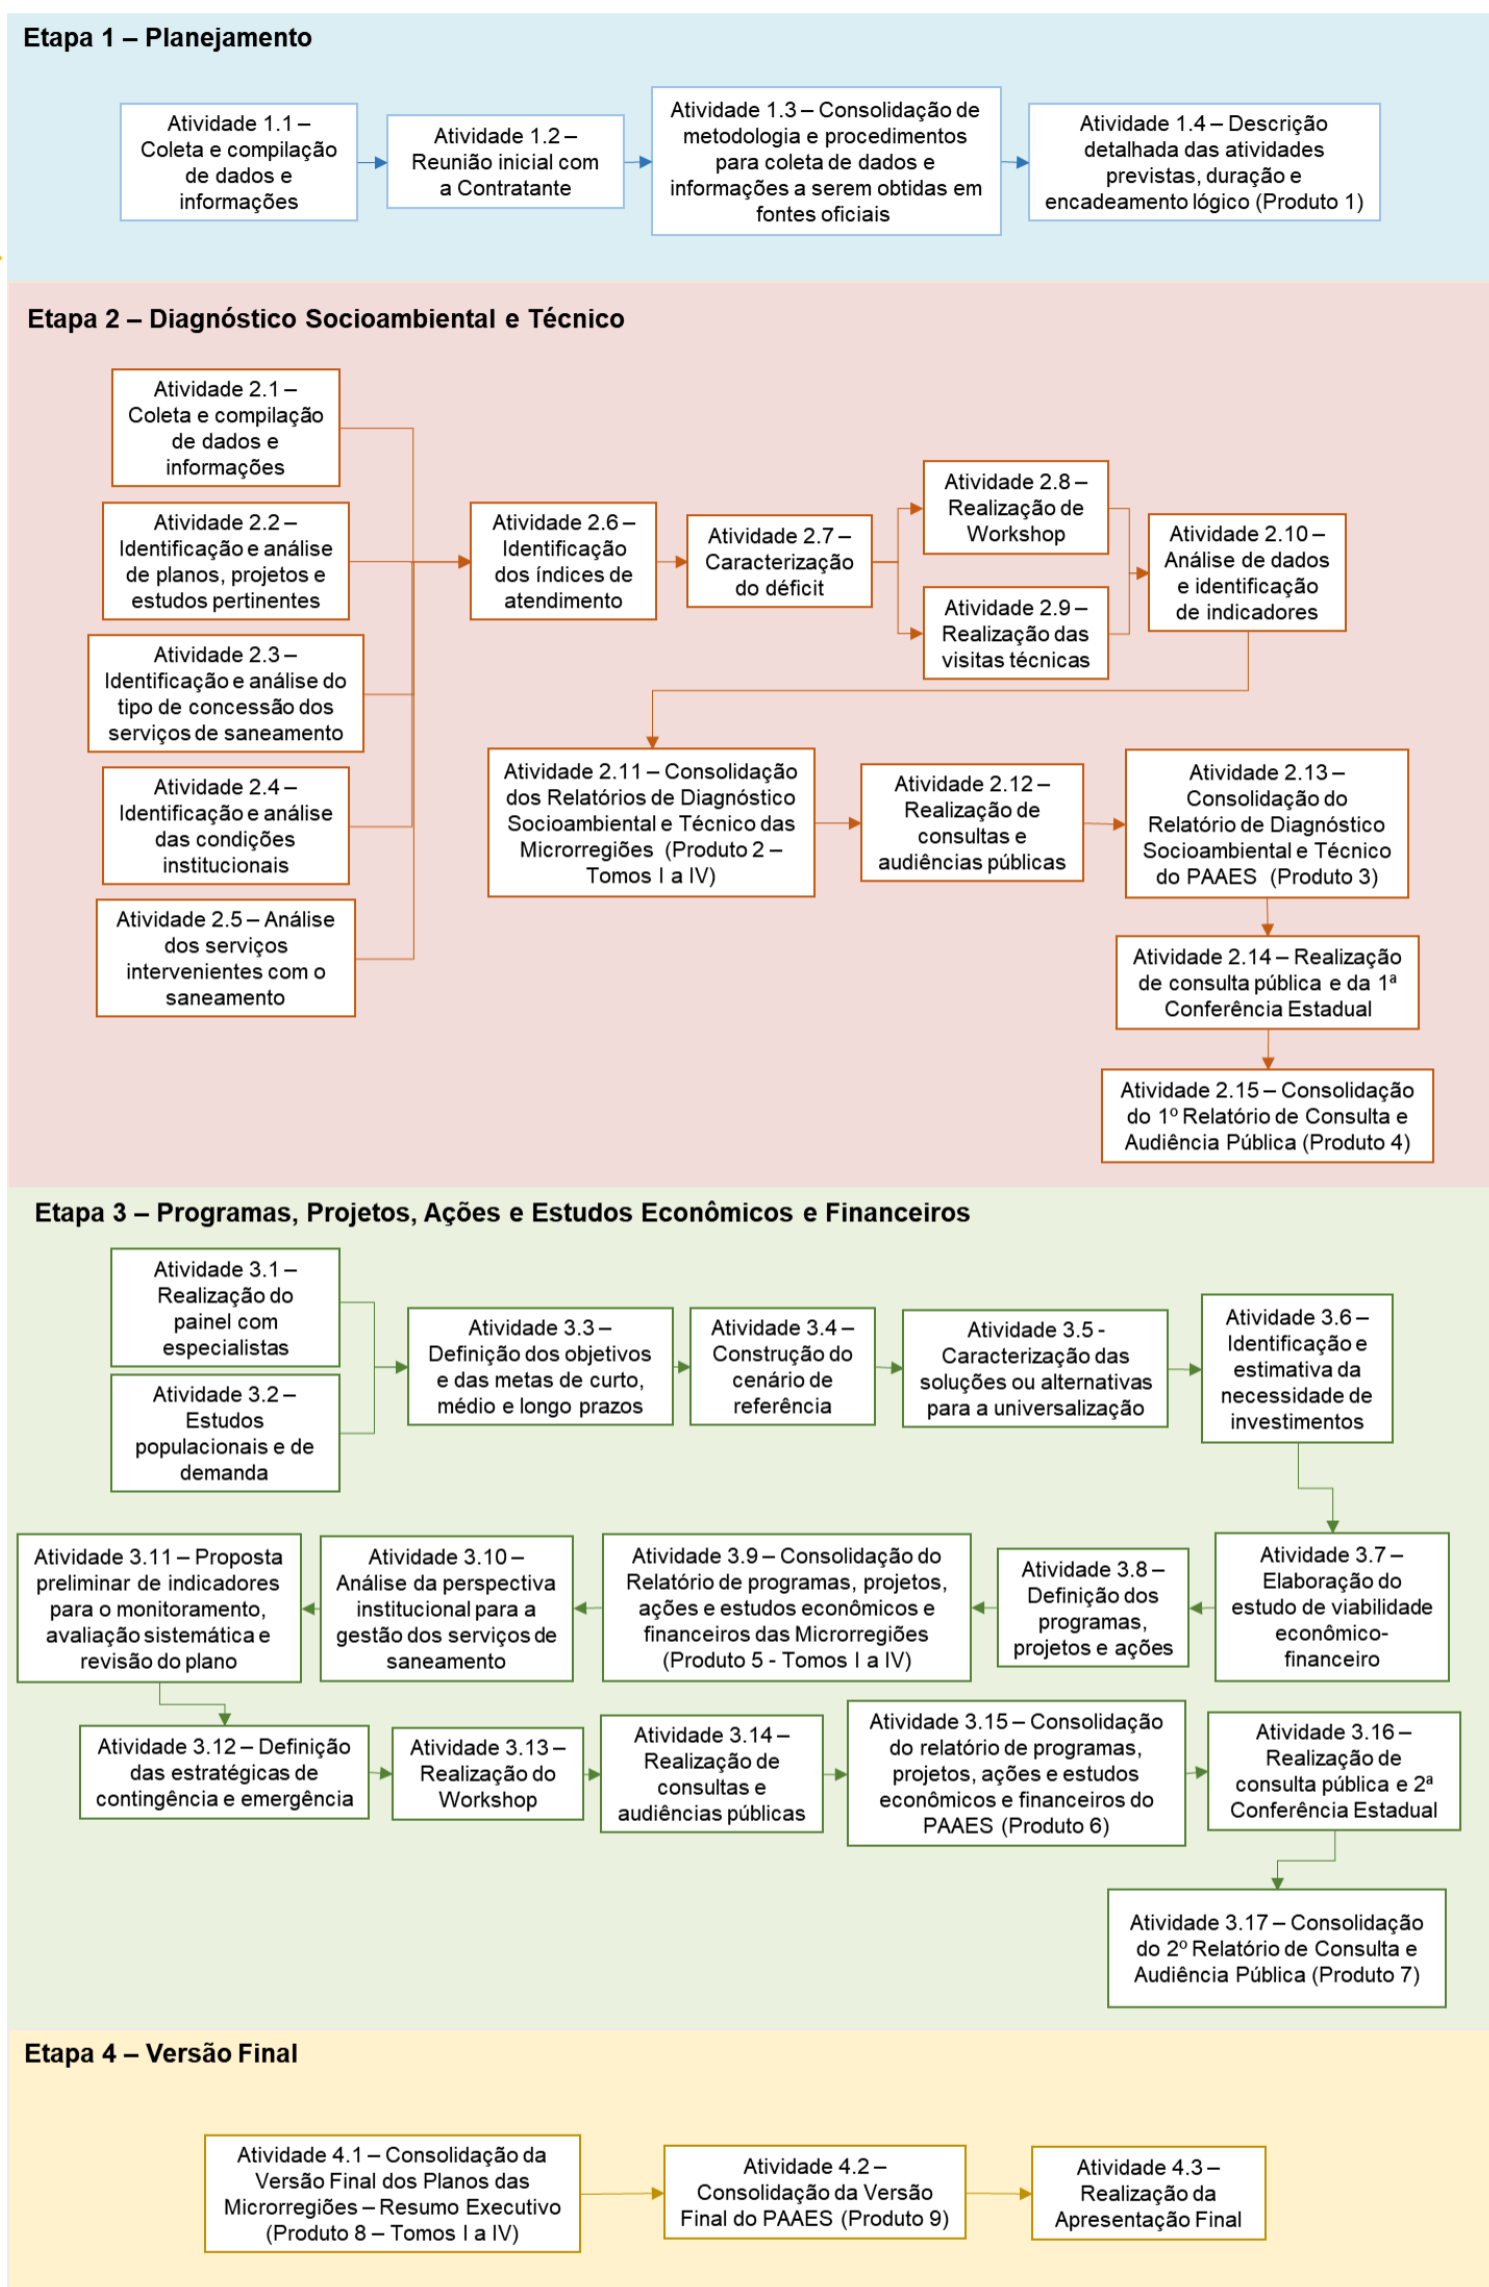 Etapa 1 – Planejamento
Atividade 1.1 –
Coleta e compilação
de dados e
informações
Atividade 1.2 –
Reunião inicial com
a Contratante
Atividade 1.3 – Consolidação de
metodologia e procedimentos
para coleta de dados e
informações a serem obtidas em
fontes oficiais
Atividade 1.4 – Descrição
detalhada das atividades
previstas, duração e
encadeamento lógico (Produto 1)
Etapa 2 – Diagnóstico Socioambiental e Técnico
Atividade 2.1 –
Coleta e compilação
de dados e
informações
Atividade 2.2 –
Identificação e análise
de planos, projetos e
estudos pertinentes
Atividade 2.3 –
Identificação e análise do
tipo de concessão dos
serviços de saneamento
Atividade 2.4 –
Identificação e análise
das condições
institucionais
Atividade 2.5 – Análise
dos serviços
intervenientes com o
saneamento
Atividade 2.6 –
Identificação
dos índices de
atendimento
Atividade 2.7 –
Caracterização
do déficit
Atividade 2.8 –
Realização de
Workshop
Atividade 2.9 –
Realização das
visitas técnicas
Atividade 2.10 –
Análise de dados
e identificação
de indicadores
Atividade 2.11 – Consolidação
dos Relatórios de Diagnóstico
Socioambiental e Técnico das
Microrregiões (Produto 2 –
Tomos I a IV)
Atividade 2.12 –
Realização de
consultas e
audiências públicas
Atividade 2.13 –
Consolidação do
Relatório de Diagnóstico
Socioambiental e Técnico
do PAAES (Produto 3)
Atividade 2.14 – Realização
de consulta pública e da 1ª
Conferência Estadual
Atividade 2.15 – Consolidação
do 1º Relatório de Consulta e
Audiência Pública (Produto 4)
Etapa 3 – Programas, Projetos, Ações e Estudos Econômicos e Financeiros
Atividade 3.1 –
Realização do
painel com
especialistas
Atividade 3.2 –
Estudos
populacionais e de
demanda
Atividade 3.3 –
Definição dos objetivos
e das metas de curto,
médio e longo prazos
Atividade 3.4 –
Construção do
cenário de
referência
Atividade 3.5 -
Caracterização das
soluções ou alternativas
para a universalização
Atividade 3.6 –
Identificação e
estimativa da
necessidade de
investimentos
Atividade 3.7 –
Elaboração do
estudo de viabilidade
econômico-
financeiro
Atividade 3.8 –
Definição dos
programas,
projetos e ações
Atividade 3.9 – Consolidação do
Relatório de programas, projetos,
ações e estudos econômicos e
financeiros das Microrregiões
(Produto 5 - Tomos I a IV)
Atividade 3.10 –
Análise da perspectiva
institucional para a
gestão dos serviços de
saneamento
Atividade 3.11 – Proposta
preliminar de indicadores
para o monitoramento,
avaliação sistemática e
revisão do plano
Atividade 3.12 – Definição
das estratégicas de
contingência e emergência
Atividade 3.13 –
Realização do
Workshop
Atividade 3.14 –
Realização de
consultas e
audiências públicas
Atividade 3.15 – Consolidação
do relatório de programas,
projetos, ações e estudos
econômicos e financeiros do
PAAES (Produto 6)
Atividade 3.16 –
Realização de
consulta pública e 2ª
Conferência Estadual
Atividade 3.17 – Consolidação
do 2º Relatório de Consulta e
Audiência Pública (Produto 7)
Etapa 4 – Versão Final
Atividade 4.1 – Consolidação da
Versão Final dos Planos das
Microrregiões – Resumo Executivo
(Produto 8 – Tomos I a IV)
Atividade 4.2 –
Consolidação da Versão
Final do PAAES (Produto 9)
Atividade 4.3 –
Realização da
Apresentação Final